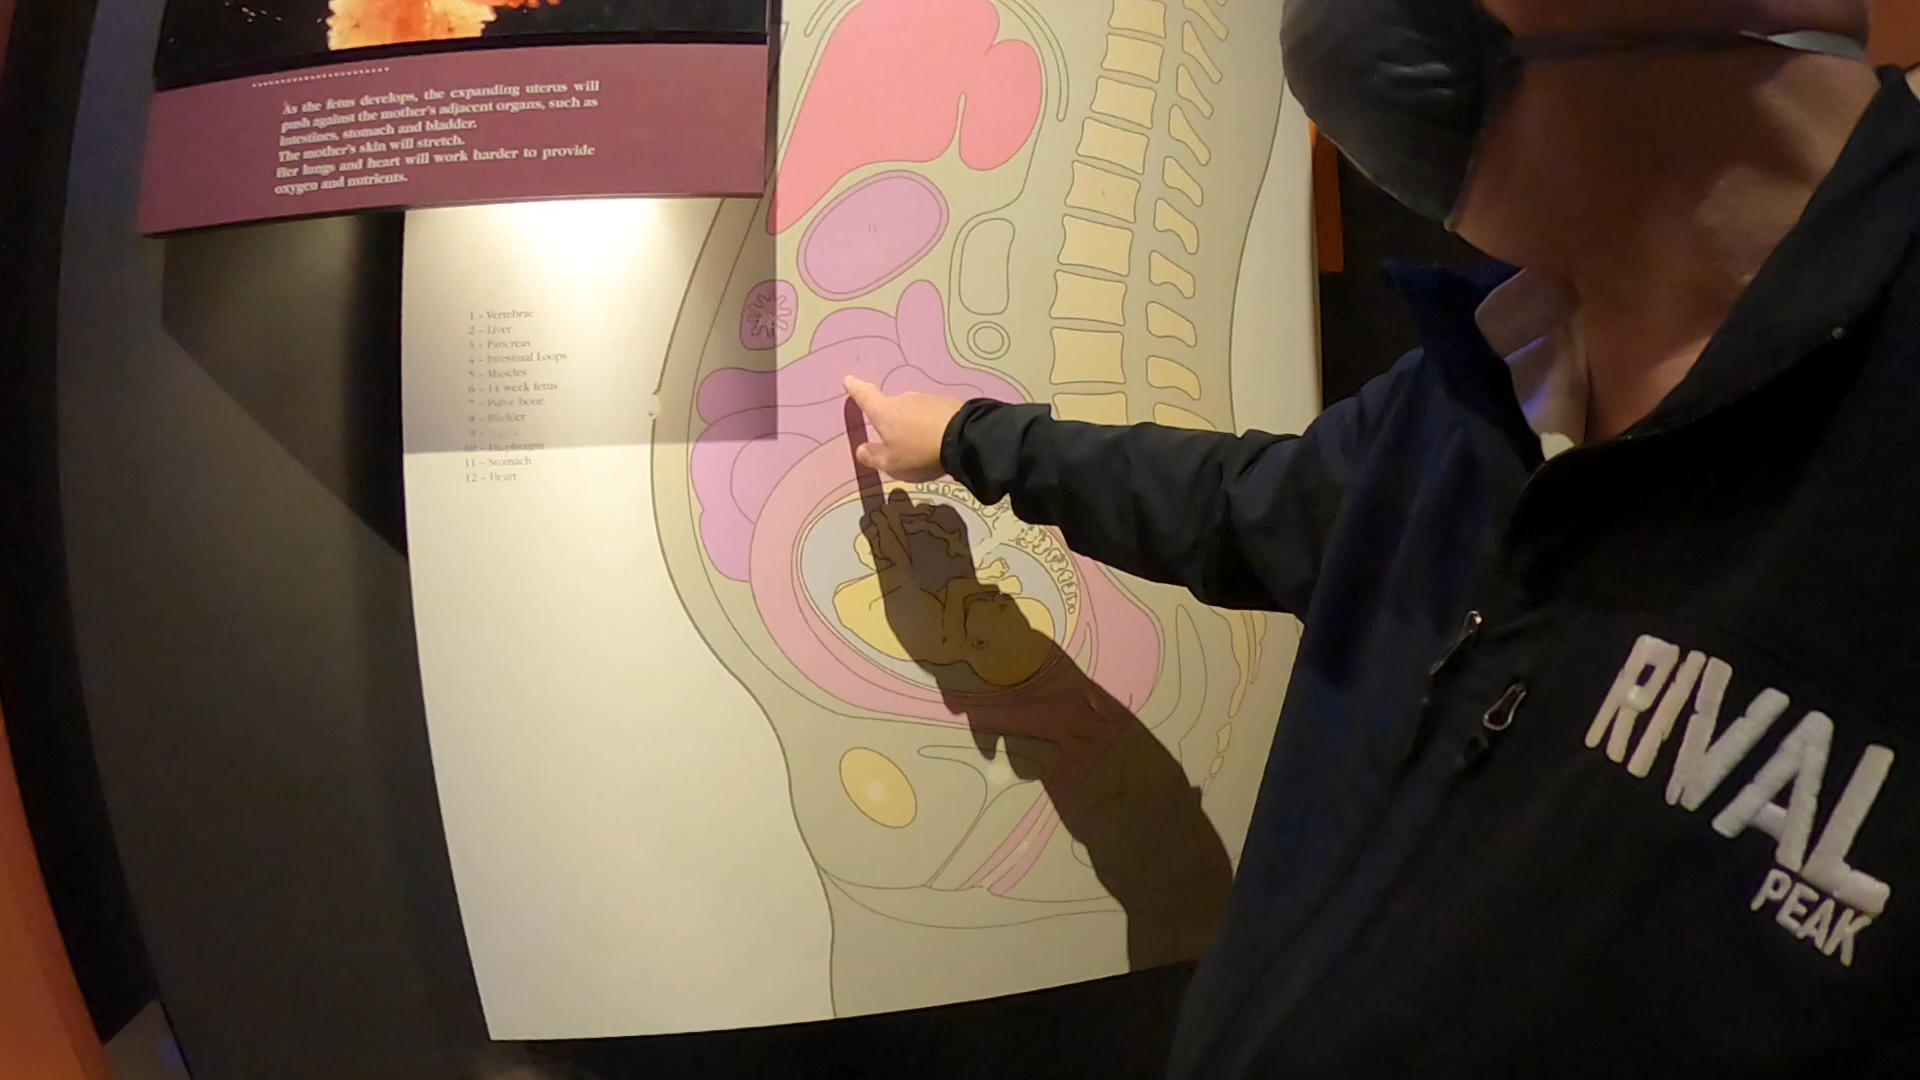 As the fetus develops, the expanding uterus will
push against the mother's adjacent organs, such as
intestines, stomach and bladder.
The mother's skin will stretch.
Her lungs and heart will work harder to provide
oxygen and nutrients.
1 - Vertebrae
2 - Liver
3 - Pancreas
4 - Intestinal Loops
5 - Muscles
6 - 14 week fetus
7 - Pubic bone
8 - Bladder
9 -
10 - Diaphragm
11 - Stomach
12 - Heart
11
RIVAL
PEAK